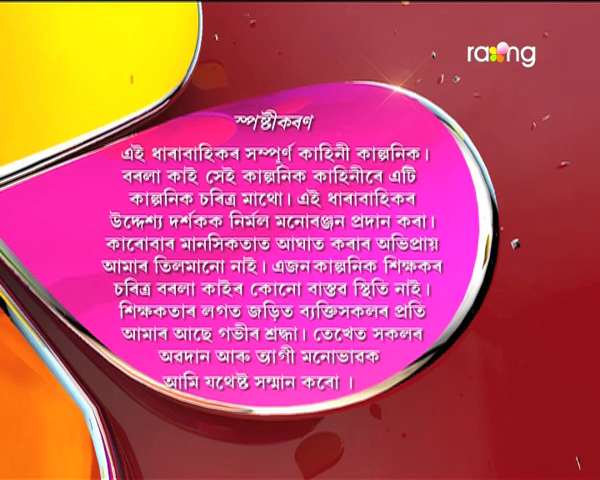 rang
স্পষ্টীকৰণ
এই ধাৰাবাহিকৰ সম্পূৰ্ণ কাহিনী কাল্পনিক।
বৰলা কাই সেই কাল্পনিক কাহিনীৰে এটি
কাল্পনিক চৰিত্ৰ মাথো। এই ধাৰাবাহিকৰ
উদ্দেশ্য দৰ্শকক নিৰ্মল মনোৰঞ্জন প্ৰদান কৰা।
কাৰোবাৰ মানসিকতাত আঘাত কৰাৰ অভিপ্ৰায়
আমাৰ তিলমানো নাই। এজন কাল্পনিক শিক্ষকৰ
চৰিত্ৰ বৰলা কাইৰ কোনো বাস্তৱ স্থিতি নাই।
শিক্ষকতাৰ লগত জড়িত ব্যক্তিসকলৰ প্ৰতি
আমাৰ আছে গভীৰ শ্ৰদ্ধা। তেখেত সকলৰ
অৱদান আৰু ত্যাগী মনোভাৱক
আমি যথেষ্ট সন্মান কৰো ।